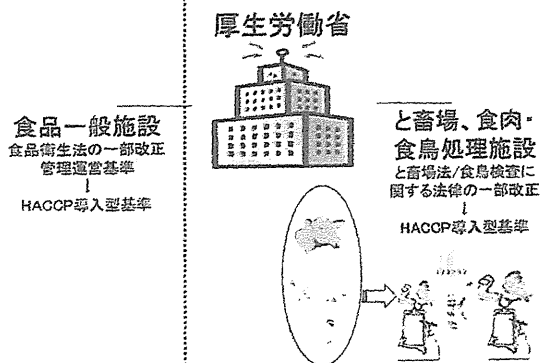 厚生労働省
食品一般施設
食品衛生法の一部改正
管理運営基準
↓
HACCP導入型基準
と畜場、食肉・
食鳥処理施設
と畜場法/食鳥検査に
関する法律の一部改正
↓
HACCP導入型基準